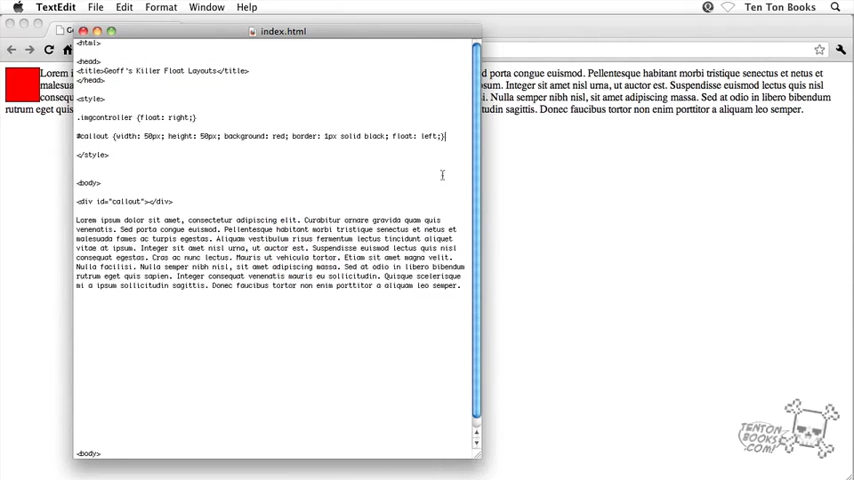 TextEdit File Edit Format Window Help Ten Ton Books
index.html
<html>
<head>
<title>Geoff's Killer Float Layouts</title>
</head>
<style>
.imgcontroller {float: right;}
#callout {width: 50px; height: 50px; background: red; border: 1px solid black; float: left;}
</style>
<body>
<div id="callout"></div>
Lorem ipsum dolor sit amet, consectetur adipiscing elit. Curabitur ornare gravida quam quis
venenatis. Sed porta congue euismod. Pellentesque habitant morbi tristique senectus et netus et
malesuada fames ac turpis egestas. Aliquam vestibulum risus fermentum lectus tincidunt aliquet
vitae at ipsum. Integer sit amet nisl urna, ut auctor est. Suspendisse euismod lectus quis nisl
consequat egestas. Cras ac nunc lectus. Mauris ut vehicula tortor. Etiam sit amet magna velit.
Nulla facilisi. Nulla semper nibh nisl, sit amet adipiscing massa. Sed at odio in libero bibendum
rutrum eget quis sapien. Integer consequat venenatis mauris eu sollicitudin. Quisque scelerisque
mi a ipsum sollicitudin sagittis. Donec faucibus tortor non enim porttitor a aliquam leo semper.
<body>
Lorem i
malesua
consequ
rutrum eg
d porta congue euismod. Pellentesque habitant morbi tristique senectus et netus et
sum. Integer sit amet nisl urna, ut auctor est. Suspendisse euismod lectus quis nisl
nibh nisl, sit amet adipiscing massa. Sed at odio in libero bibendum
itudin sagittis. Donec faucibus tortor non enim porttitor a aliquam leo semper.
TENTON
BOOKS
.COM!